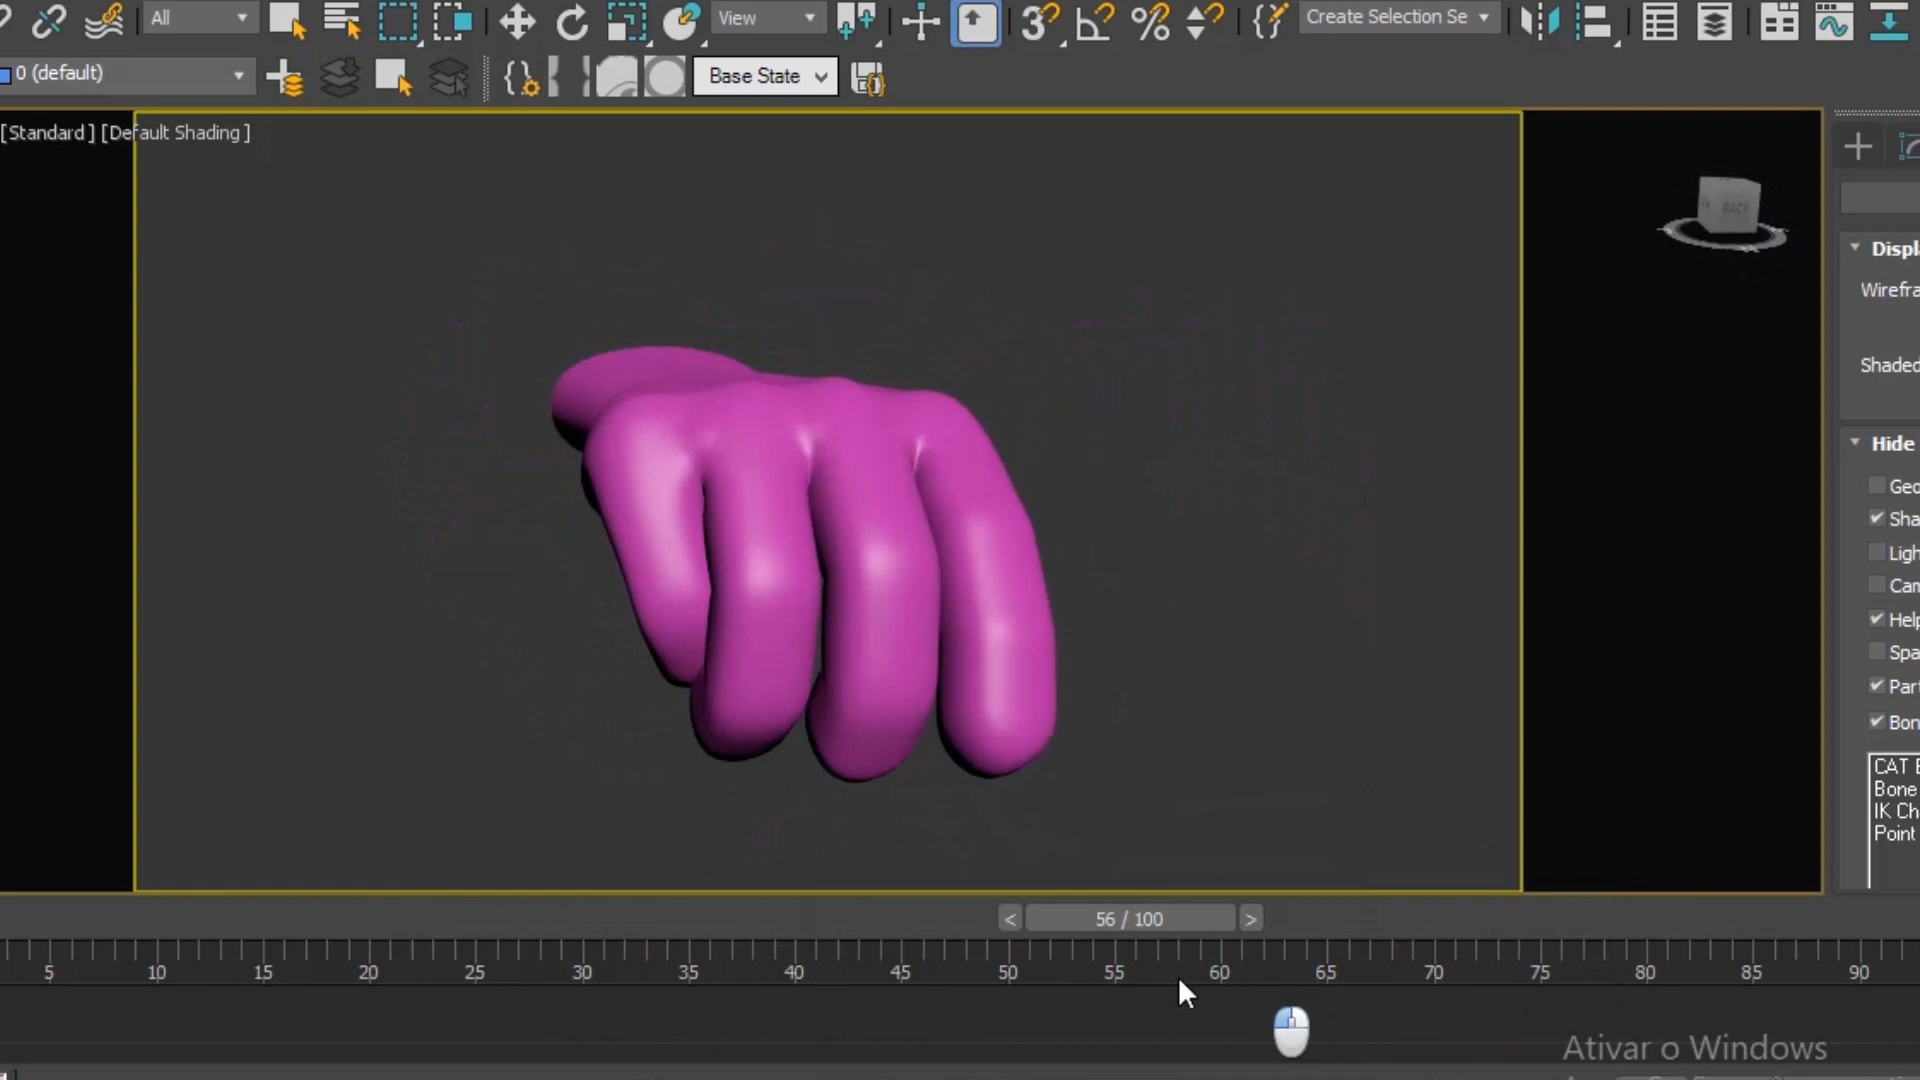 All
View
Create Selection Se
0 (default)
Base State
[Standard] [Default Shading]
BACK
Displ
Wirefra
Shaded
Hide
Geo
Sha
Ligh
Cam
Help
Spa
Part
Bon
CAT E
Bone
IK Ch
Point
< 56 / 100 >
5 10 15 20 25 30 35 40 45 50 55 60 65 70 75 80 85 90
Ativar o Windows